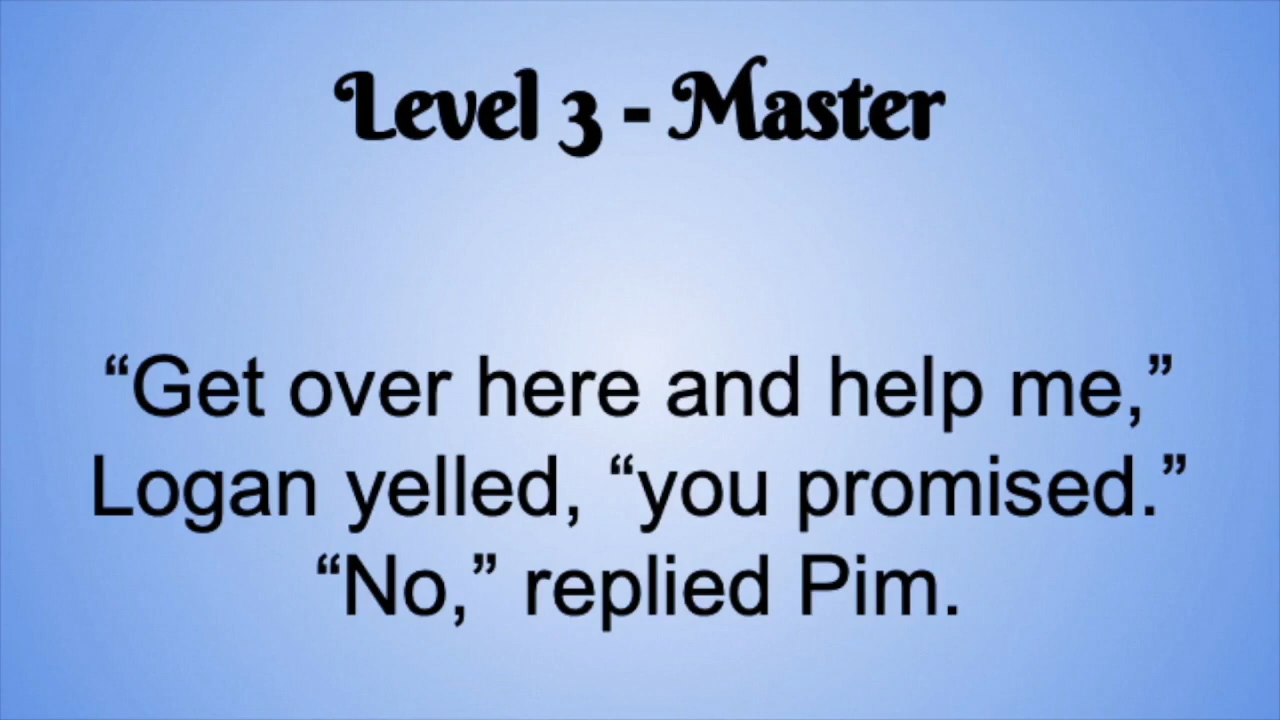 Level 3 - Master
“Get over here and help me,”
Logan yelled, “you promised.”
“No,” replied Pim.